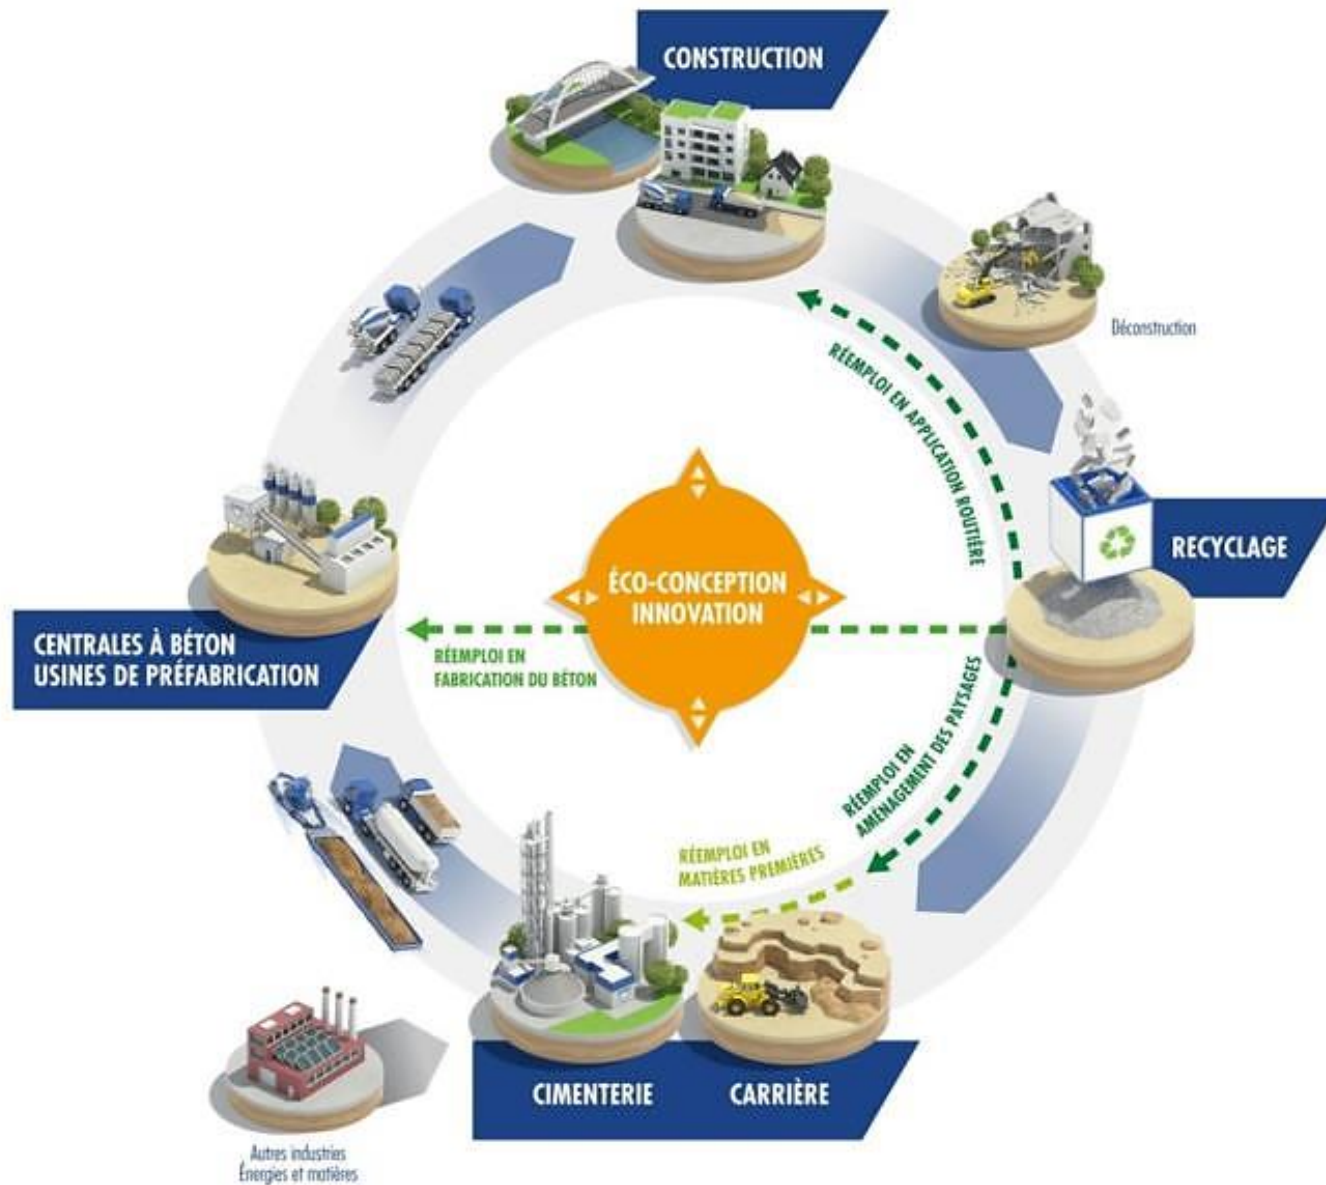 CONSTRUCTION
Déconstruction
RÉEMPLOI EN APPLICATION ROUTIÈRE
RECYCLAGE
ÉCO-CONCEPTION
INNOVATION
CENTRALES À BÉTON
USINES DE PRÉFABRICATION
RÉEMPLOI EN
FABRICATION DU BÉTON
RÉEMPLOI EN
AMÉNAGEMENT DES PAYSAGES
RÉEMPLOI EN
MATIÈRES PREMIÈRES
CIMENTERIE
CARRIÈRE
Autres industries
Énergies et matières